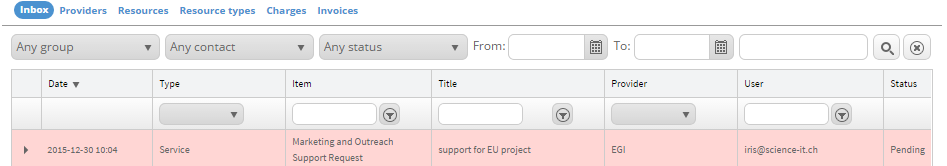 Inbox Providers Resources Resource types Charges Invoices
Any group Any contact Any status From: To:
Date Type Item Title Provider User Status
2015-12-30 10:04 Service Marketing and Outreach Support Request support for EU project EGI iris@science-it.ch Pending